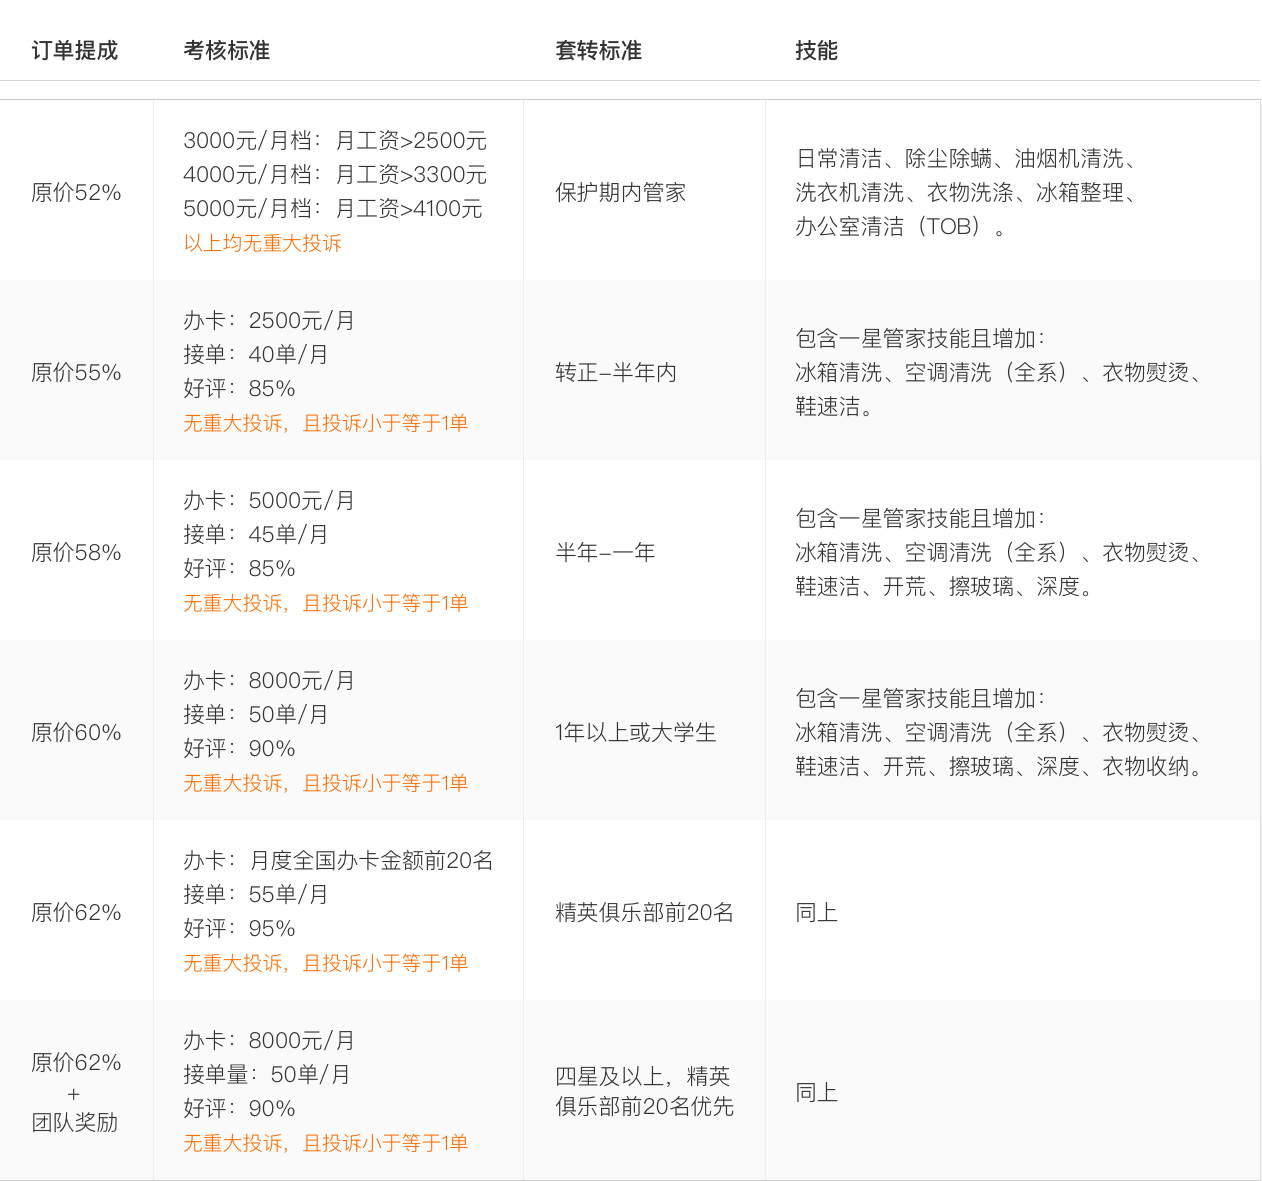 订单提成 考核标准 套转标准 技能
原价52%
3000元/月档：月工资>2500元
4000元/月档：月工资>3300元
5000元/月档：月工资>4100元
以上均无重大投诉
保护期内管家
日常清洁、除尘除螨、油烟机清洗、
洗衣机清洗、衣物洗涤、冰箱整理、
办公室清洁（TOB）。
原价55%
办卡：2500元/月
接单：40单/月
好评：85%
无重大投诉，且投诉小于等于1单
转正–半年内
包含一星管家技能且增加：
冰箱清洗、空调清洗（全系）、衣物熨烫、
鞋速洁。
原价58%
办卡：5000元/月
接单：45单/月
好评：85%
无重大投诉，且投诉小于等于1单
半年–一年
包含一星管家技能且增加：
冰箱清洗、空调清洗（全系）、衣物熨烫、
鞋速洁、开荒、擦玻璃、深度。
原价60%
办卡：8000元/月
接单：50单/月
好评：90%
无重大投诉，且投诉小于等于1单
1年以上或大学生
包含一星管家技能且增加：
冰箱清洗、空调清洗（全系）、衣物熨烫、
鞋速洁、开荒、擦玻璃、深度、衣物收纳。
原价62%
办卡：月度全国办卡金额前20名
接单：55单/月
好评：95%
无重大投诉，且投诉小于等于1单
精英俱乐部前20名
同上
原价62%
+
团队奖励
办卡：8000元/月
接单量：50单/月
好评：90%
无重大投诉，且投诉小于等于1单
四星及以上，精英
俱乐部前20名优先
同上